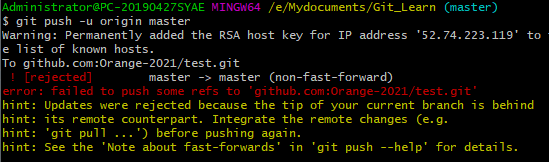 Administrator@PC-20190427SYAE MINGW64 /e/Mydocuments/Git_Learn (master)
$ git push -u origin master
Warning: Permanently added the RSA host key for IP address '52.74.223.119' to t
e list of known hosts.
To github.com:Orange-2021/test.git
! [rejected]        master -> master (non-fast-forward)
error: failed to push some refs to 'github.com:Orange-2021/test.git'
hint: Updates were rejected because the tip of your current branch is behind
hint: its remote counterpart. Integrate the remote changes (e.g.
hint: 'git pull ...') before pushing again.
hint: See the 'Note about fast-forwards' in 'git push --help' for details.